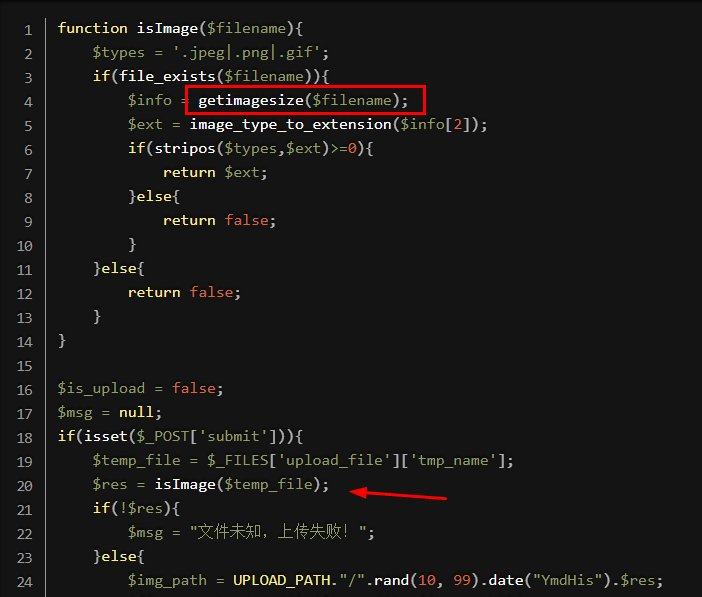 1 function isImage($filename){
2 $types = '.jpeg|.png|.gif';
3 if(file_exists($filename)){
4 $info = getimagesize($filename);
5 $ext = image_type_to_extension($info[2]);
6 if(stripos($types,$ext)>=0){
7 return $ext;
8 }else{
9 return false;
10 }
11 }else{
12 return false;
13 }
14 }
15
16 $is_upload = false;
17 $msg = null;
18 if(isset($_POST['submit'])){
19 $temp_file = $_FILES['upload_file']['tmp_name'];
20 $res = isImage($temp_file);
21 if(!$res){
22 $msg = "文件未知，上传失败！";
23 }else{
24 $img_path = UPLOAD_PATH."/".rand(10, 99).date("YmdHis").$res;